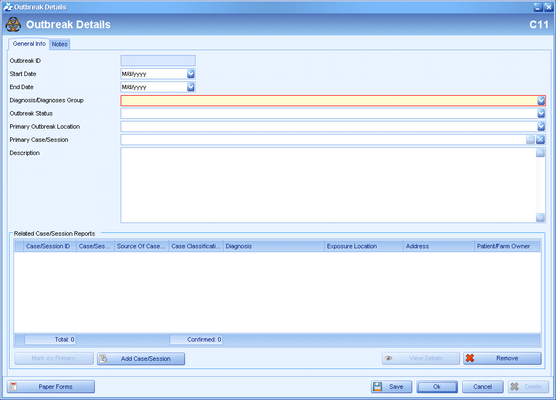 Outbreak Details
Outbreak Details C11
General Info Notes
Outbreak ID
Start Date M/d/yyyy
End Date M/d/yyyy
Diagnosis/Diagnoses Group
Outbreak Status
Primary Outbreak Location
Primary Case/Session
Description
Related Case/Session Reports
Case/Session ID Case/Ses... Source Of Case... Case Classificati... Diagnosis Exposure Location Address Patient/Farm Owner
Total: 0 Confirmed: 0
Mark As Primary Add Case/Session View Details Remove
Paper Forms Save Ok Cancel Delete